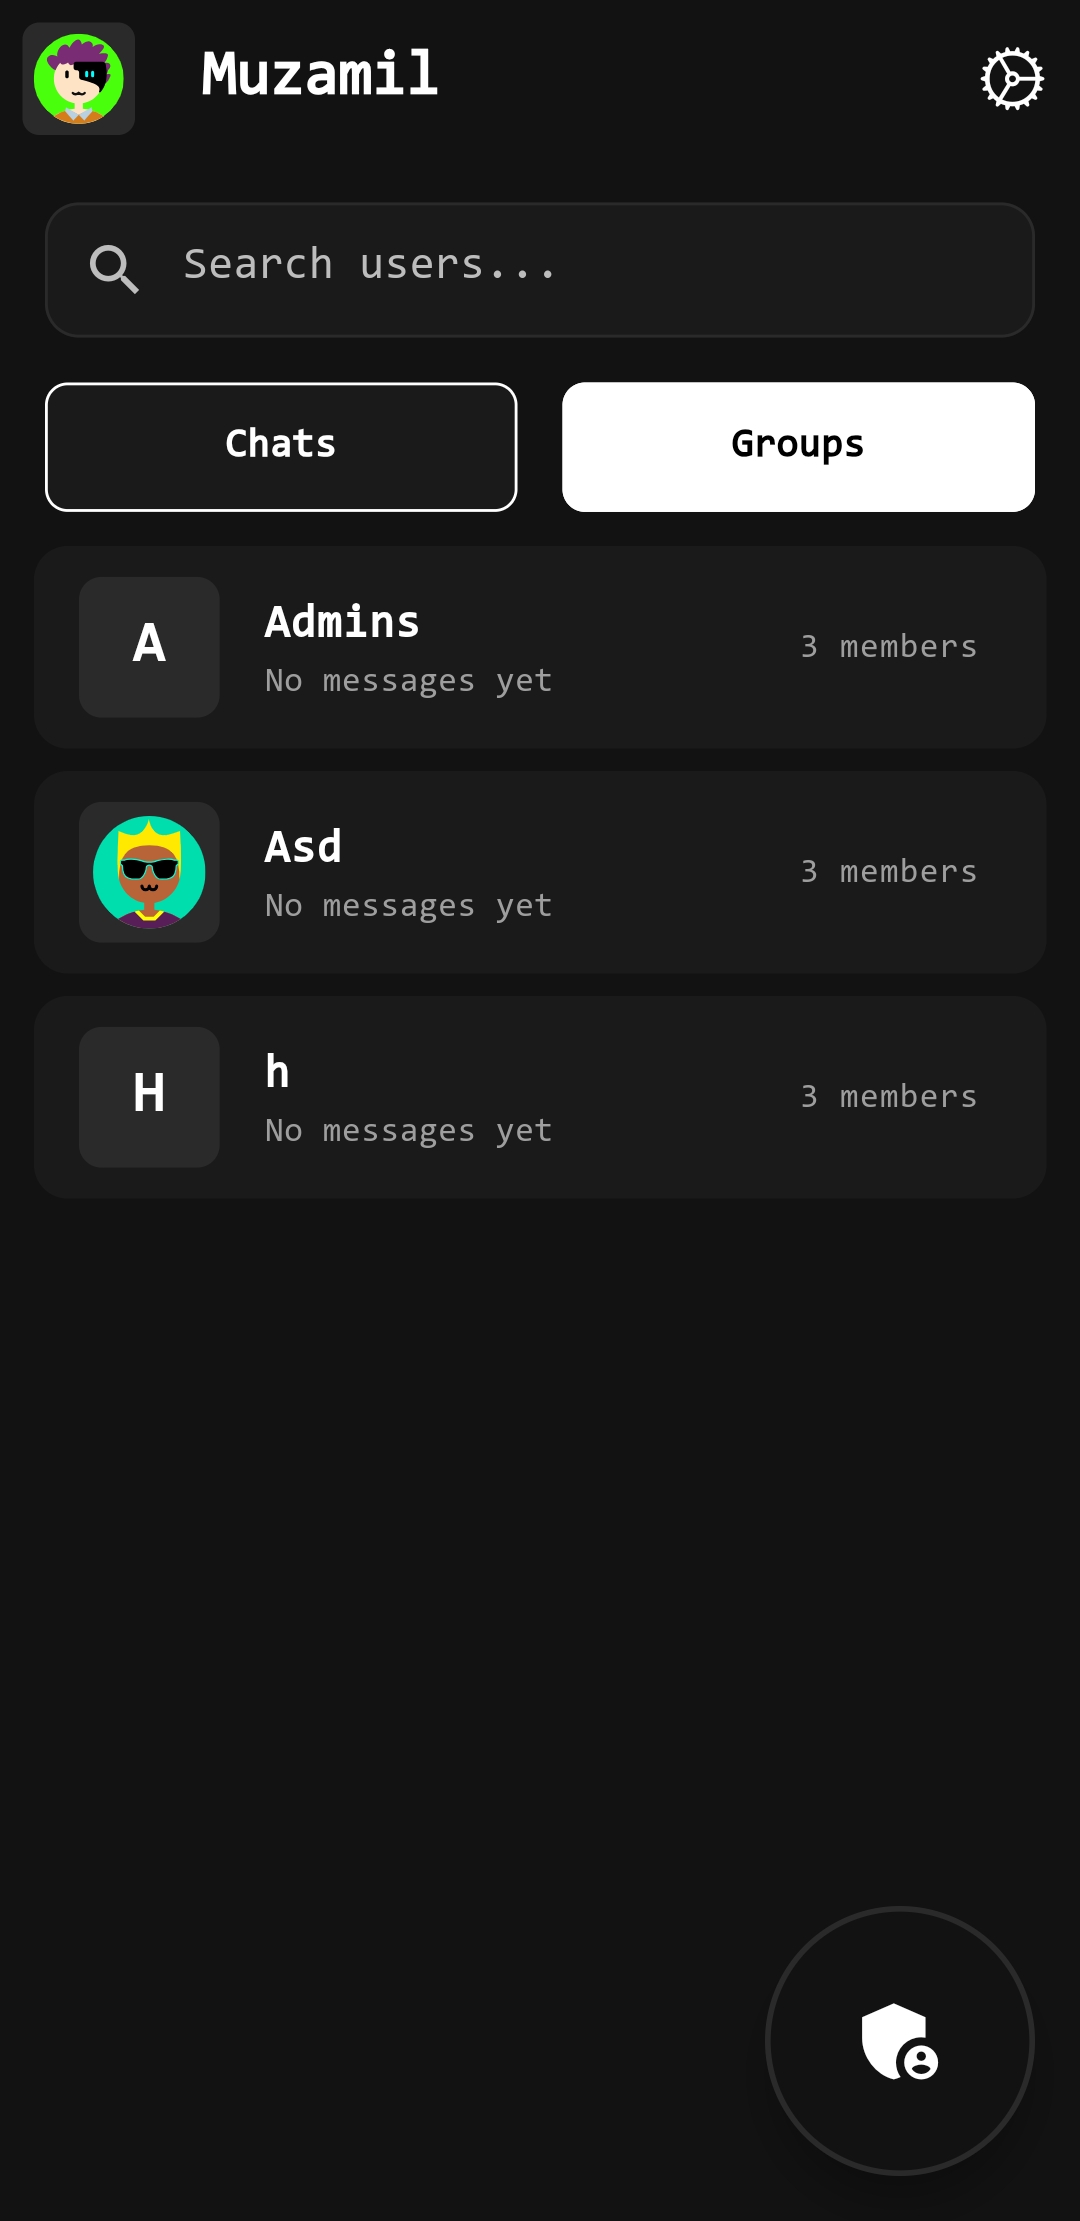 Muzamil
Search users...
Chats
Groups
A
Admins
No messages yet
3 members
Asd
No messages yet
3 members
H
h
No messages yet
3 members